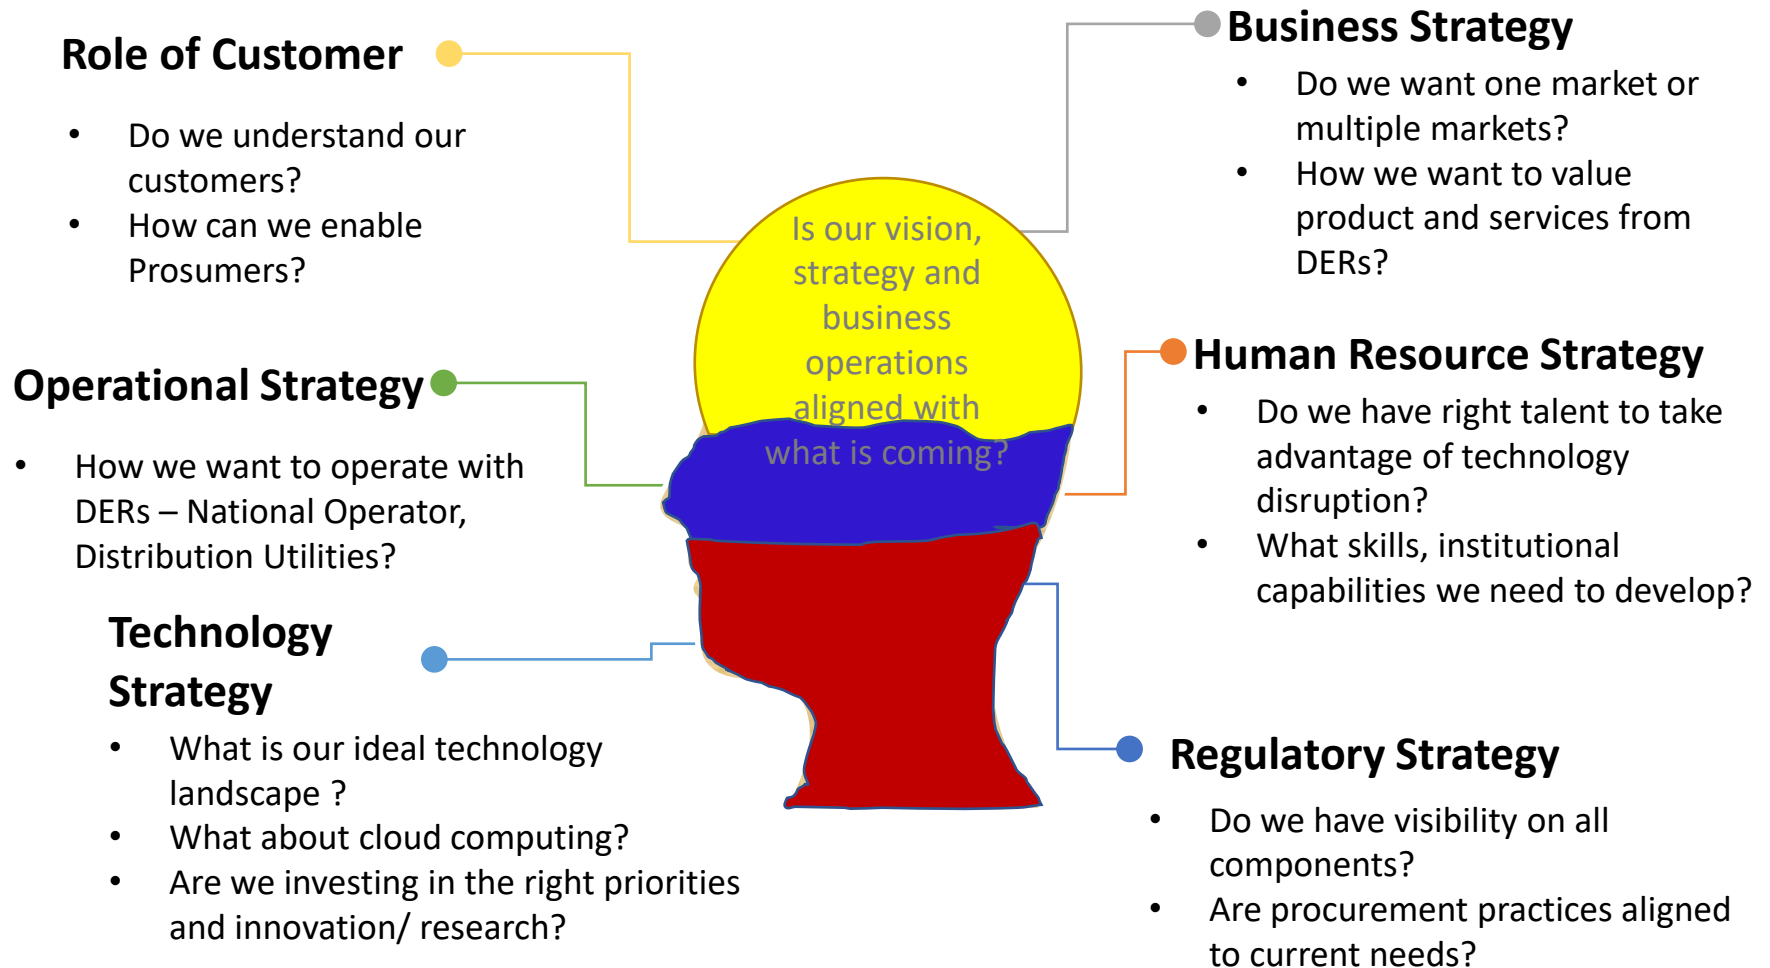 Role of Customer
• Do we understand our
customers?
• How can we enable
Prosumers?
Operational Strategy
• How we want to operate with
DERs – National Operator,
Distribution Utilities?
Technology
Strategy
• What is our ideal technology
landscape ?
• What about cloud computing?
• Are we investing in the right priorities
and innovation/ research?
Is our vision,
strategy and
business
operations
aligned with
what is coming?
Business Strategy
• Do we want one market or
multiple markets?
• How we want to value
product and services from
DERs?
Human Resource Strategy
• Do we have right talent to take
advantage of technology
disruption?
• What skills, institutional
capabilities we need to develop?
Regulatory Strategy
• Do we have visibility on all
components?
• Are procurement practices aligned
to current needs?